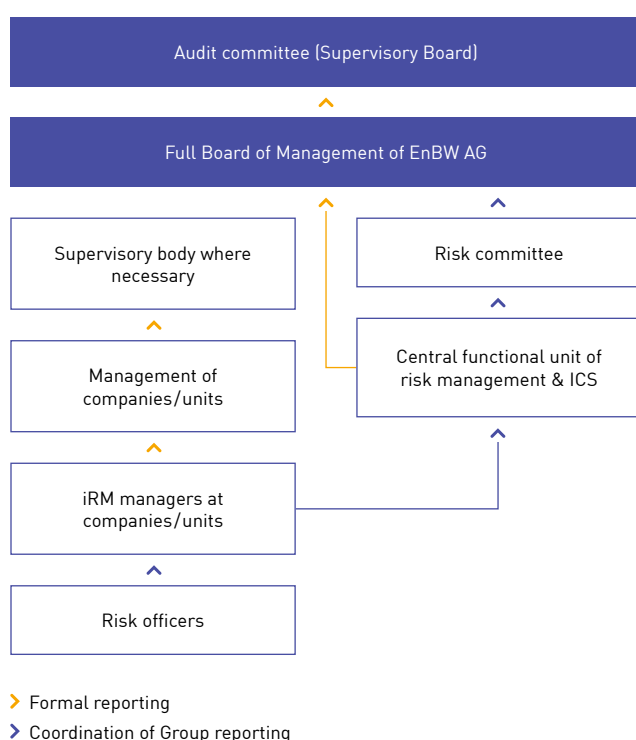 Audit committee (Supervisory Board)
Full Board of Management of EnBW AG
Supervisory body where
necessary
Risk committee
Management of
companies/units
Central functional unit of
risk management & ICS
iRM managers at
companies/units
Risk officers
Formal reporting
Coordination of Group reporting